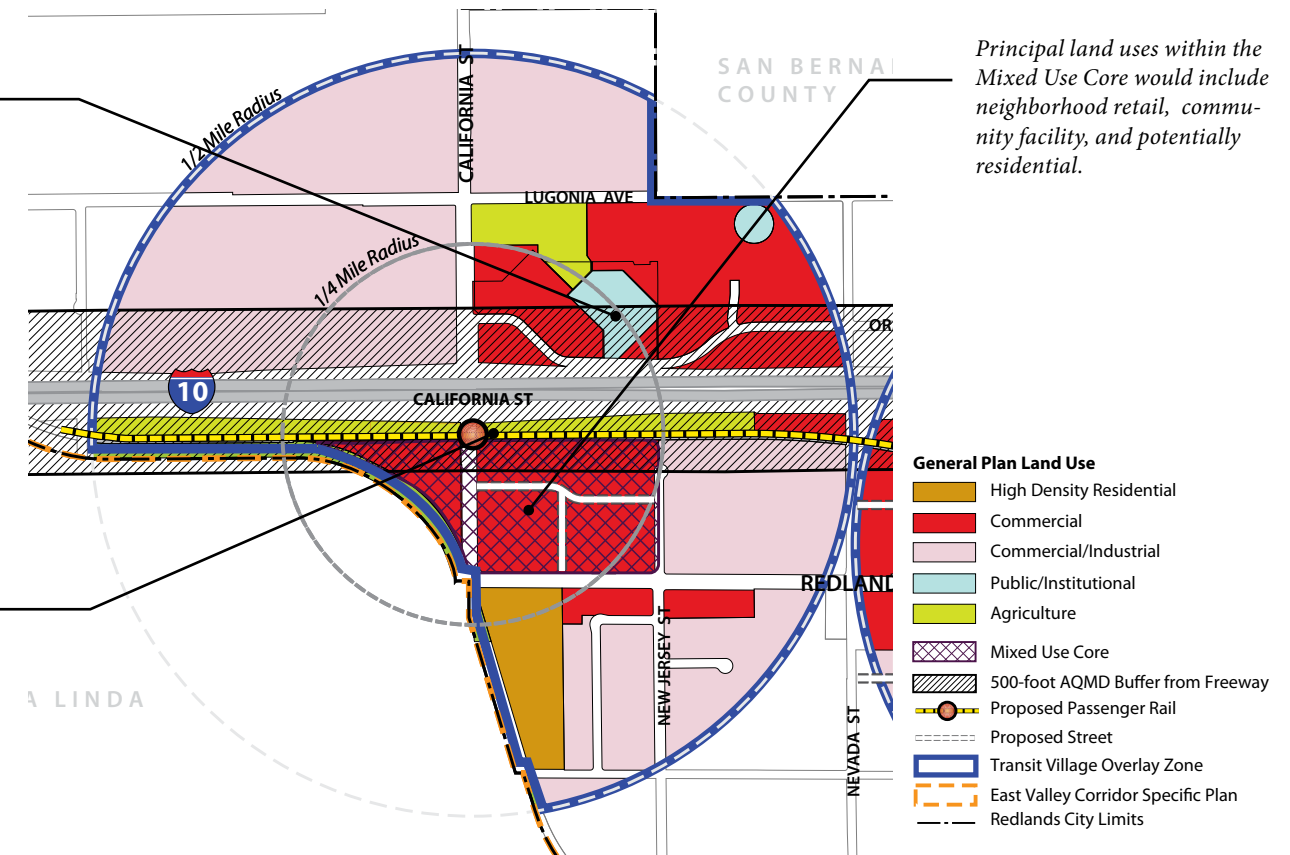 Principal land uses within the
Mixed Use Core would include
neighborhood retail, commu-
nity facility, and potentially
residential.
SAN BERNA
COUNTY
CALIFORNIA ST
1/2 Mile Radius
LUGONIA AVE
1/4 Mile Radius
OR
10
CALIFORNIA ST
REDLAND
NEW JERSEY ST
NEVADA ST
A LINDA
General Plan Land Use
High Density Residential
Commercial
Commercial/Industrial
Public/Institutional
Agriculture
Mixed Use Core
500-foot AQMD Buffer from Freeway
Proposed Passenger Rail
Proposed Street
Transit Village Overlay Zone
East Valley Corridor Specific Plan
Redlands City Limits